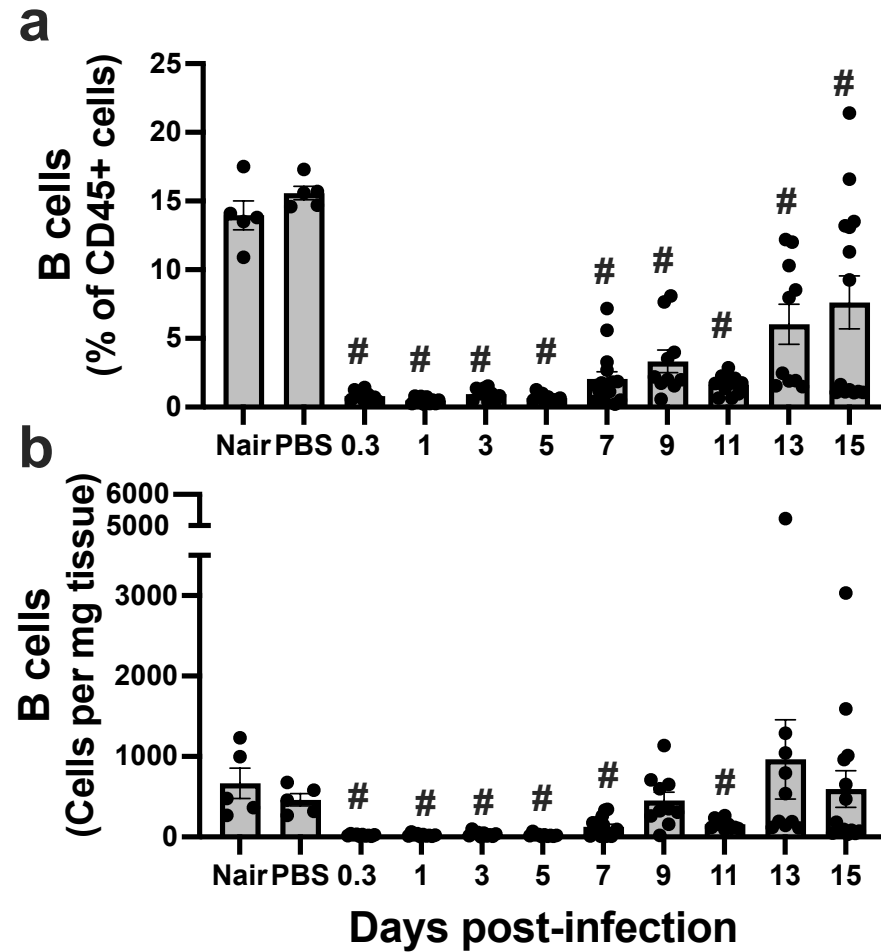 a
B cells
(% of CD45+ cells)
25
20
15
10
5
0
# # # # # # # # #
Nair PBS 0.3 1 3 5 7 9 11 13 15
b
B cells
(Cells per mg tissue)
6000
5000
3000
2000
1000
0
# # # # # #
Nair PBS 0.3 1 3 5 7 9 11 13 15
Days post-infection